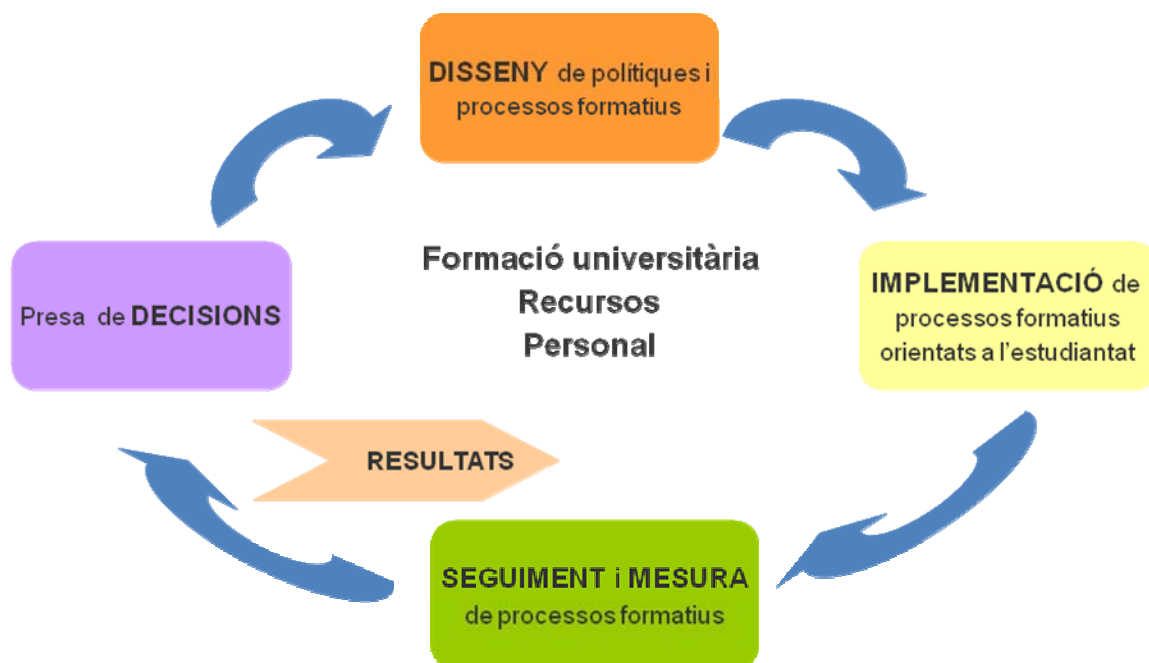 DISSENY de polítiques i
processos formatius
Formació universitària
Recursos
Personal
IMPLEMENTACIÓ de
processos formatius
orientats a l'estudiantat
Presa de DECISIONS
RESULTATS
SEGUIMENT i MESURA
de processos formatius